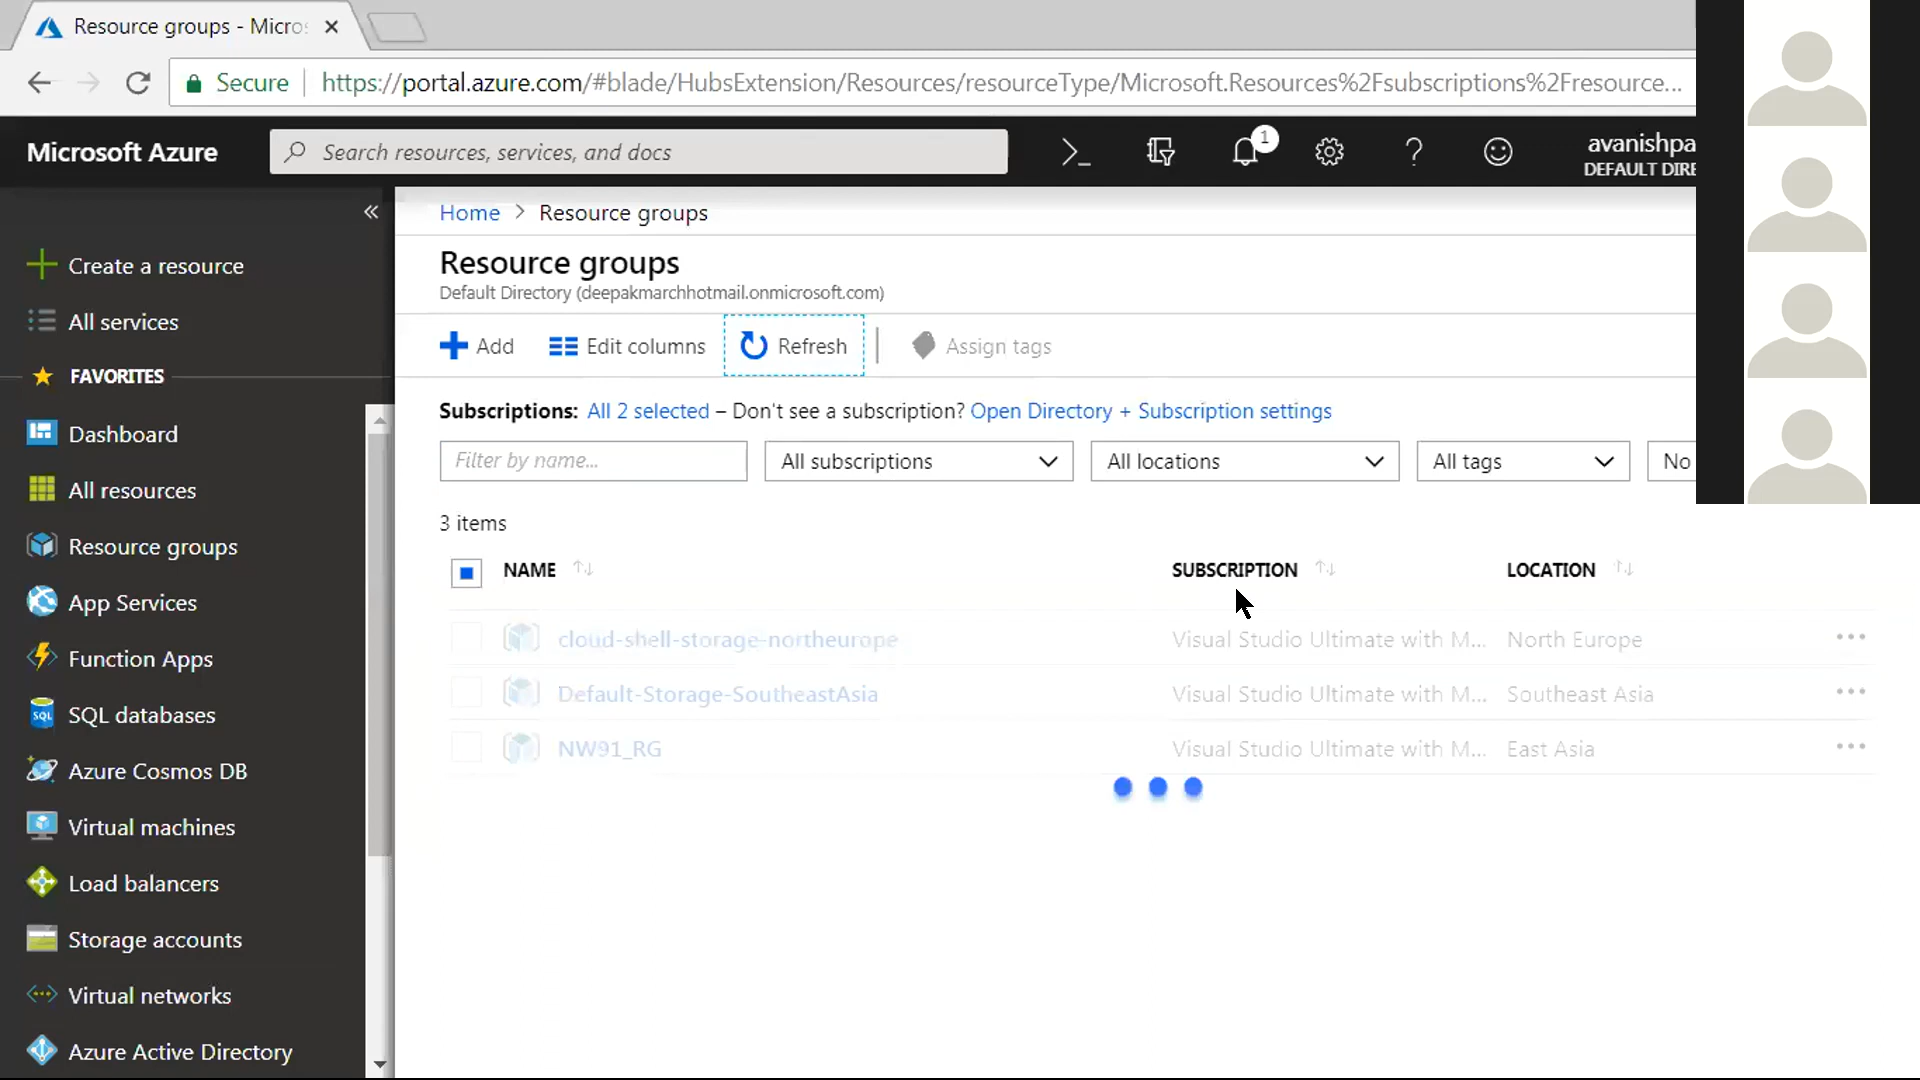 Resource groups - Micro
Secure
https://portal.azure.com/#blade/HubsExtension/Resources/resourceType/Microsoft.Resources%2Fsubscriptions%2Fresource...
Microsoft Azure
Search resources, services, and docs
1
avanishpa
DEFAULT DIRE
Create a resource
All services
FAVORITES
Dashboard
All resources
Resource groups
App Services
Function Apps
SQL databases
Azure Cosmos DB
Virtual machines
Load balancers
Storage accounts
Virtual networks
Azure Active Directory
Home > Resource groups
Resource groups
Default Directory (deepakmarchhotmail.onmicrosoft.com)
Add Edit columns Refresh Assign tags
Subscriptions: All 2 selected – Don't see a subscription? Open Directory + Subscription settings
Filter by name... All subscriptions All locations All tags No
3 items
NAME SUBSCRIPTION LOCATION
cloud-shell-storage-northeurope Visual Studio Ultimate with M... North Europe
Default-Storage-SoutheastAsia Visual Studio Ultimate with M... Southeast Asia
NW91_RG Visual Studio Ultimate with M... East Asia